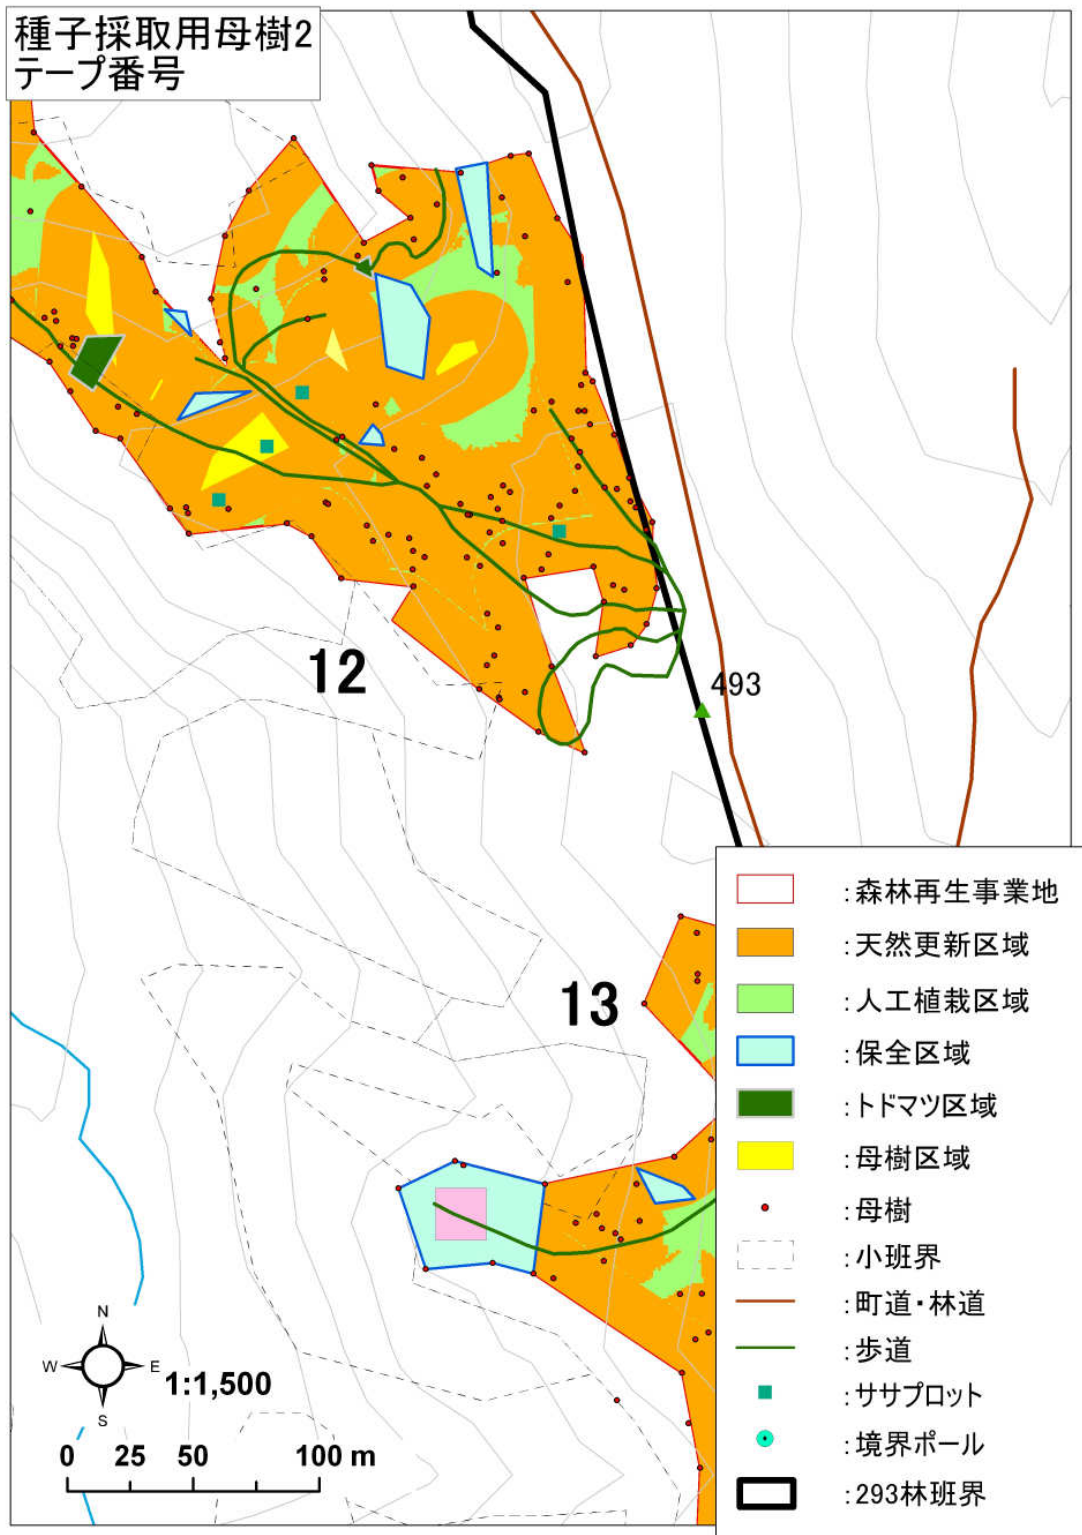 種子採取用母樹2
テープ番号
12
493
13
:森林再生事業地
:天然更新区域
:人工植栽区域
:保全区域
:トドマツ区域
:母樹区域
:母樹
:小班界
:町道・林道
:歩道
:ササプロット
:境界ポール
:293林班界
N
W E
S
1:1,500
0 25 50 100 m